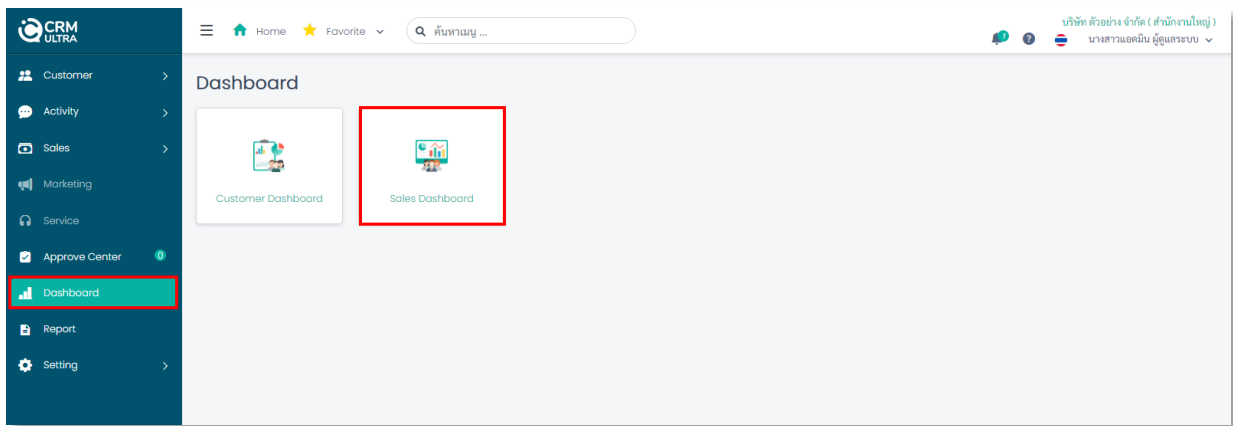 CRM
ULTRA
Home
Favorite
ค้นหาเมนู ...
บริษัท ตัวอย่าง จำกัด ( สำนักงานใหญ่ )
นางสาวแอดมิน ผู้ดูแลระบบ
Customer
Activity
Sales
Marketing
Service
Approve Center
0
Dashboard
Report
Setting
Dashboard
Customer Dashboard
Sales Dashboard